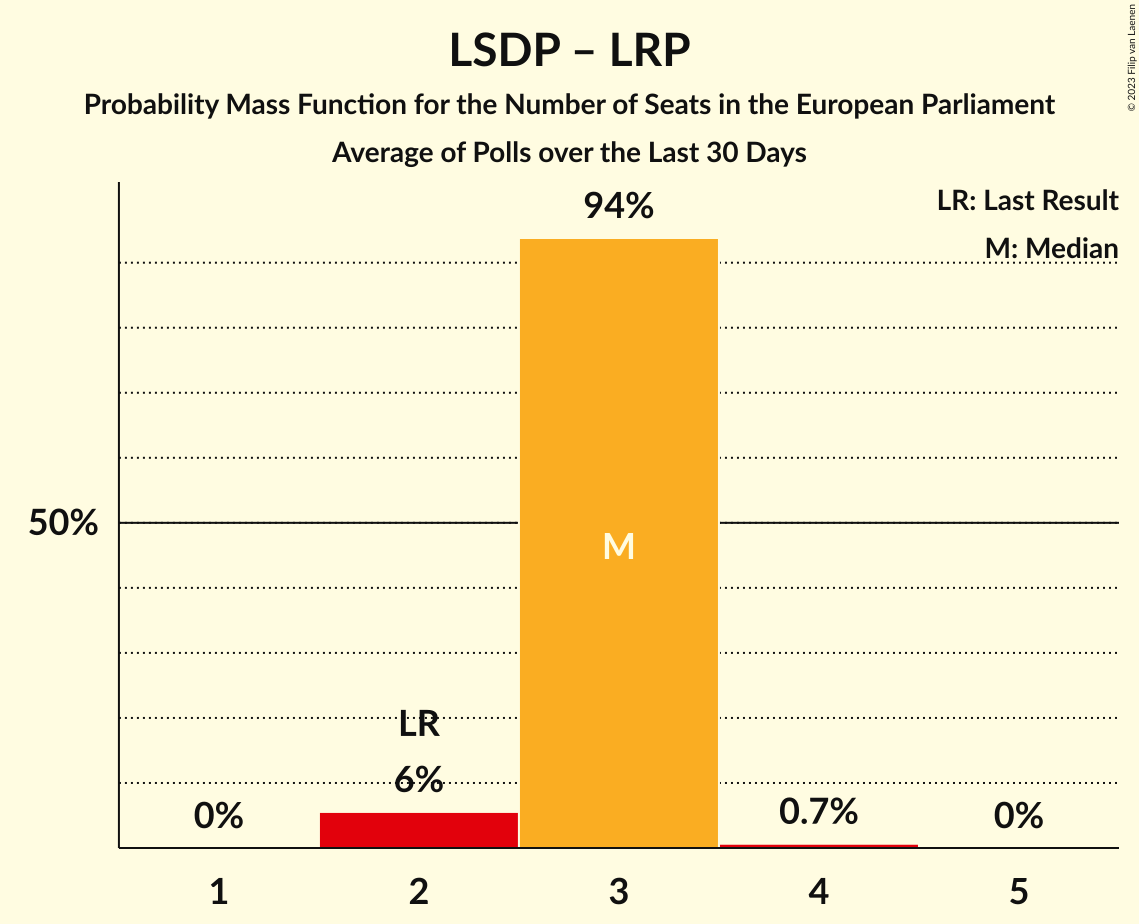 LSDP – LRP
Probability Mass Function for the Number of Seats in the European Parliament
Average of Polls over the Last 30 Days
© 2023 Filip van Laenen
LR: Last Result
M: Median
94%
50%
M
LR
6%
0%
0.7%
0%
1 2 3 4 5